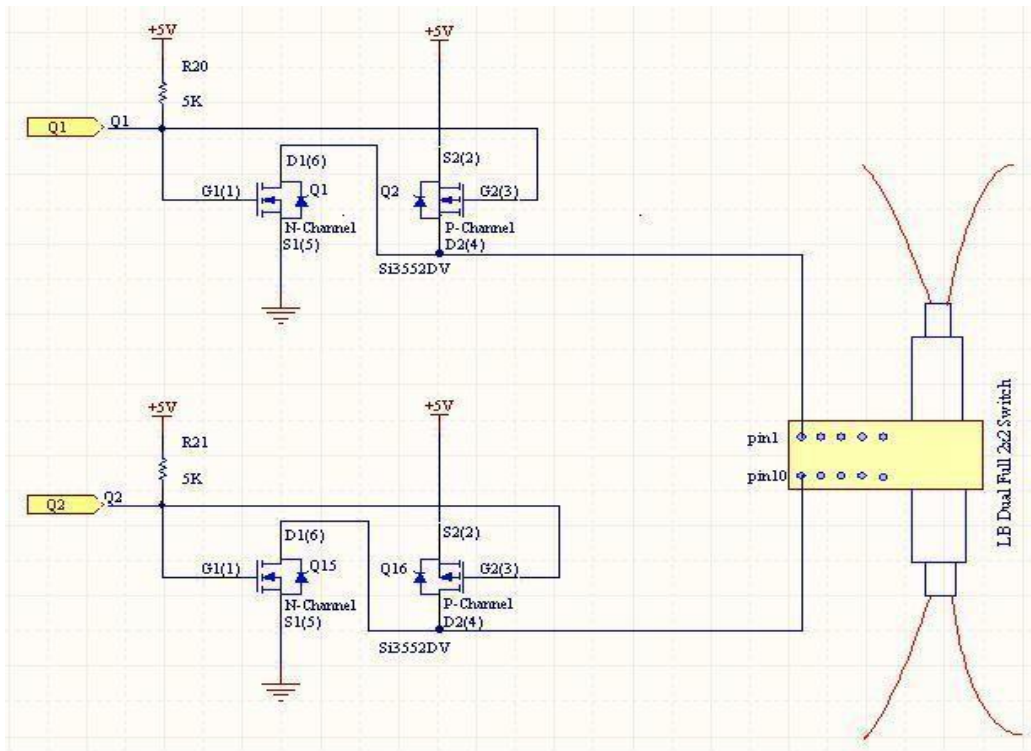 +5V
+5V
R20
5K
Q1
Q1
D1(6)
S2(2)
G1(1)
Q1
Q2
G2(3)
N-Channel
P-Channel
S1(5)
D2(4)
Si3552DV
+5V
+5V
R21
5K
Q2
Q2
D1(6)
S2(2)
G1(1)
Q15
Q16
G2(3)
N-Channel
P-Channel
S1(5)
D2(4)
Si3552DV
pin1
pin10
LB Dual Full 2x2 Switch